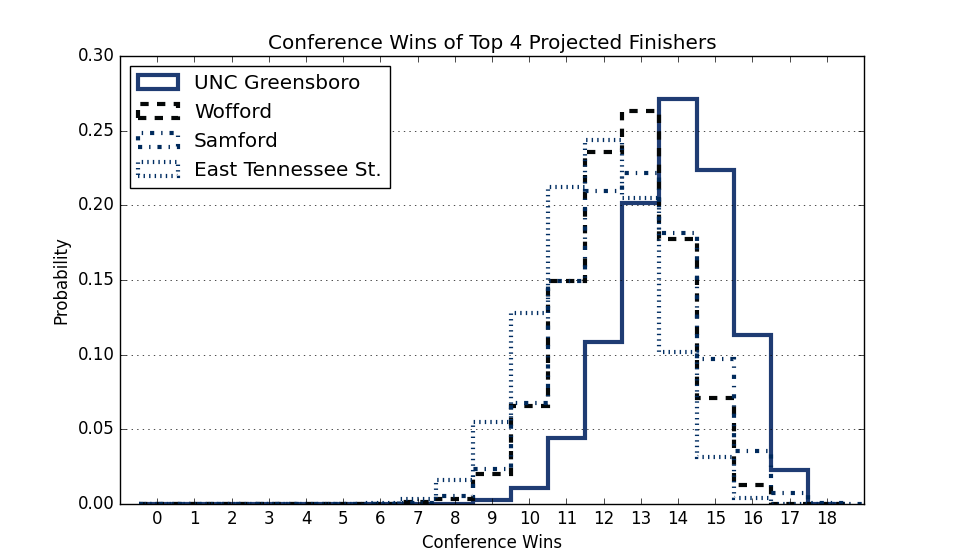 Conference Wins of Top 4 Projected Finishers
0.30
0.25
0.20
0.15
0.10
0.05
0.00
Probability
UNC Greensboro
Wofford
Samford
East Tennessee St.
0 1 2 3 4 5 6 7 8 9 10 11 12 13 14 15 16 17 18
Conference Wins